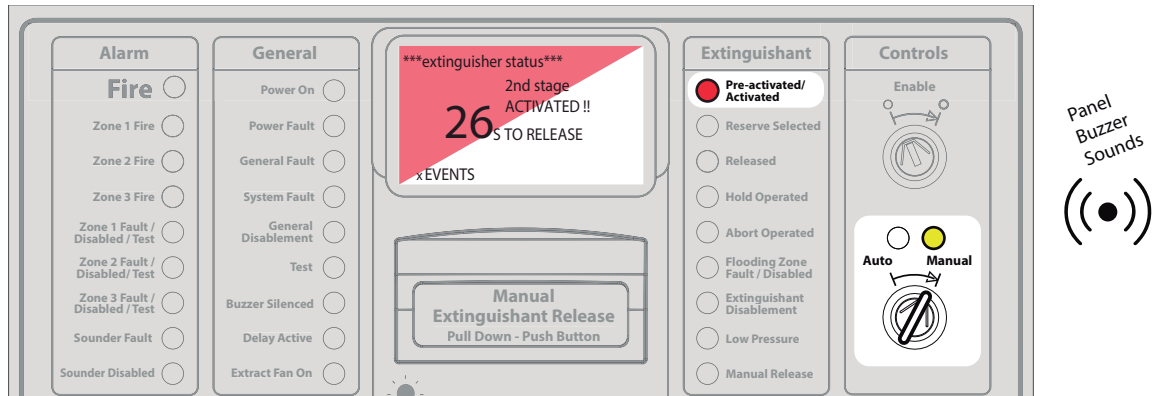 Alarm
Fire
Zone 1 Fire
Zone 2 Fire
Zone 3 Fire
Zone 1 Fault /
Disabled / Test
Zone 2 Fault /
Disabled/ Test
Zone 3 Fault /
Disabled / Test
Sounder Fault
Sounder Disabled
General
Power On
Power Fault
General Fault
System Fault
General
Disablement
Test
Buzzer Silenced
Delay Active
Extract Fan On
***extinguisher status***
2nd stage
ACTIVATED !!
26S TO RELEASE
x EVENTS
Manual
Extinguishant Release
Pull Down - Push Button
Extinguishant
Pre-activated/
Activated
Reserve Selected
Released
Hold Operated
Abort Operated
Flooding Zone
Fault / Disabled
Extinguishant
Disablement
Low Pressure
Manual Release
Controls
Enable
Auto Manual
Panel
Buzzer
Sounds